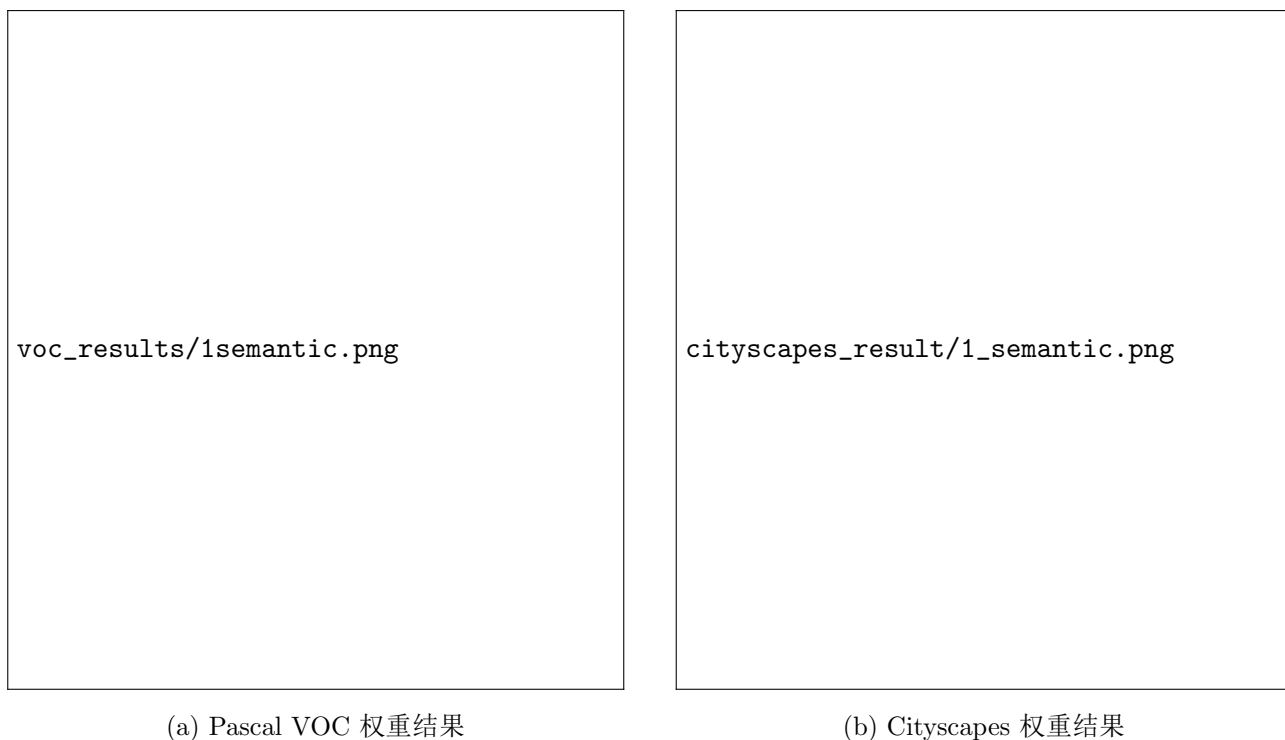 voc_results/1semantic.png
cityscapes_result/1_semantic.png
(a) Pascal VOC 权重结果
(b) Cityscapes 权重结果